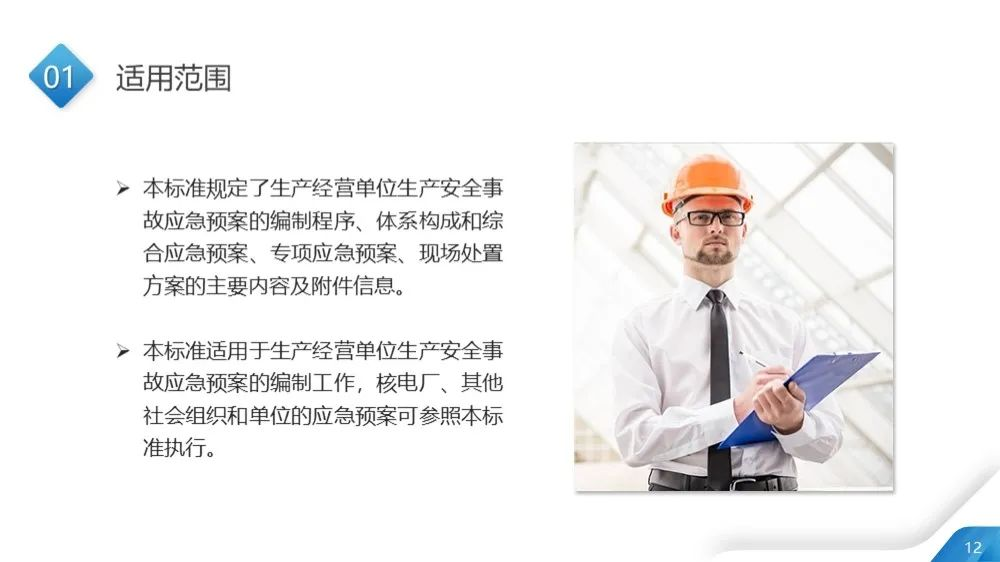 01
适用范围
本标准规定了生产经营单位生产安全事
故应急预案的编制程序、体系构成和综
合应急预案、专项应急预案、现场处置
方案的主要内容及附件信息。
本标准适用于生产经营单位生产安全事
故应急预案的编制工作，核电厂、其他
社会组织和单位的应急预案可参照本标
准执行。
12